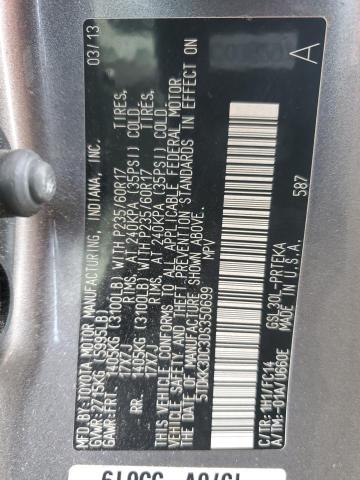 MFD.BY:TOYOTA MOTOR MANUFACTURING, INDIANA, INC. 03/13
GVWR: 2715KG (5995LB)
GAWR: FRT. 1405KG (3100LB) WITH P235/60R17 TIRES,
17X7J RIMS, AT 240KPA (35PSI) COLD.
RR. 1405KG (3100LB) WITH P235/60R17 TIRES,
17X7J RIMS, AT 240KPA (35PSI) COLD.
THIS VEHICLE CONFORMS TO ALL APPLICABLE FEDERAL MOTOR
VEHICLE SAFETY AND THEFT PREVENTION STANDARDS IN EFFECT ON
THE DATE OF MANUFACTURE SHOWN ABOVE.
5TDKK3DC3DS350699 MPV A
587
C/TR:1H1/FC14 GSL30L-PRTEKA
A/TM:-01A/U660E MADE IN U.S.A.